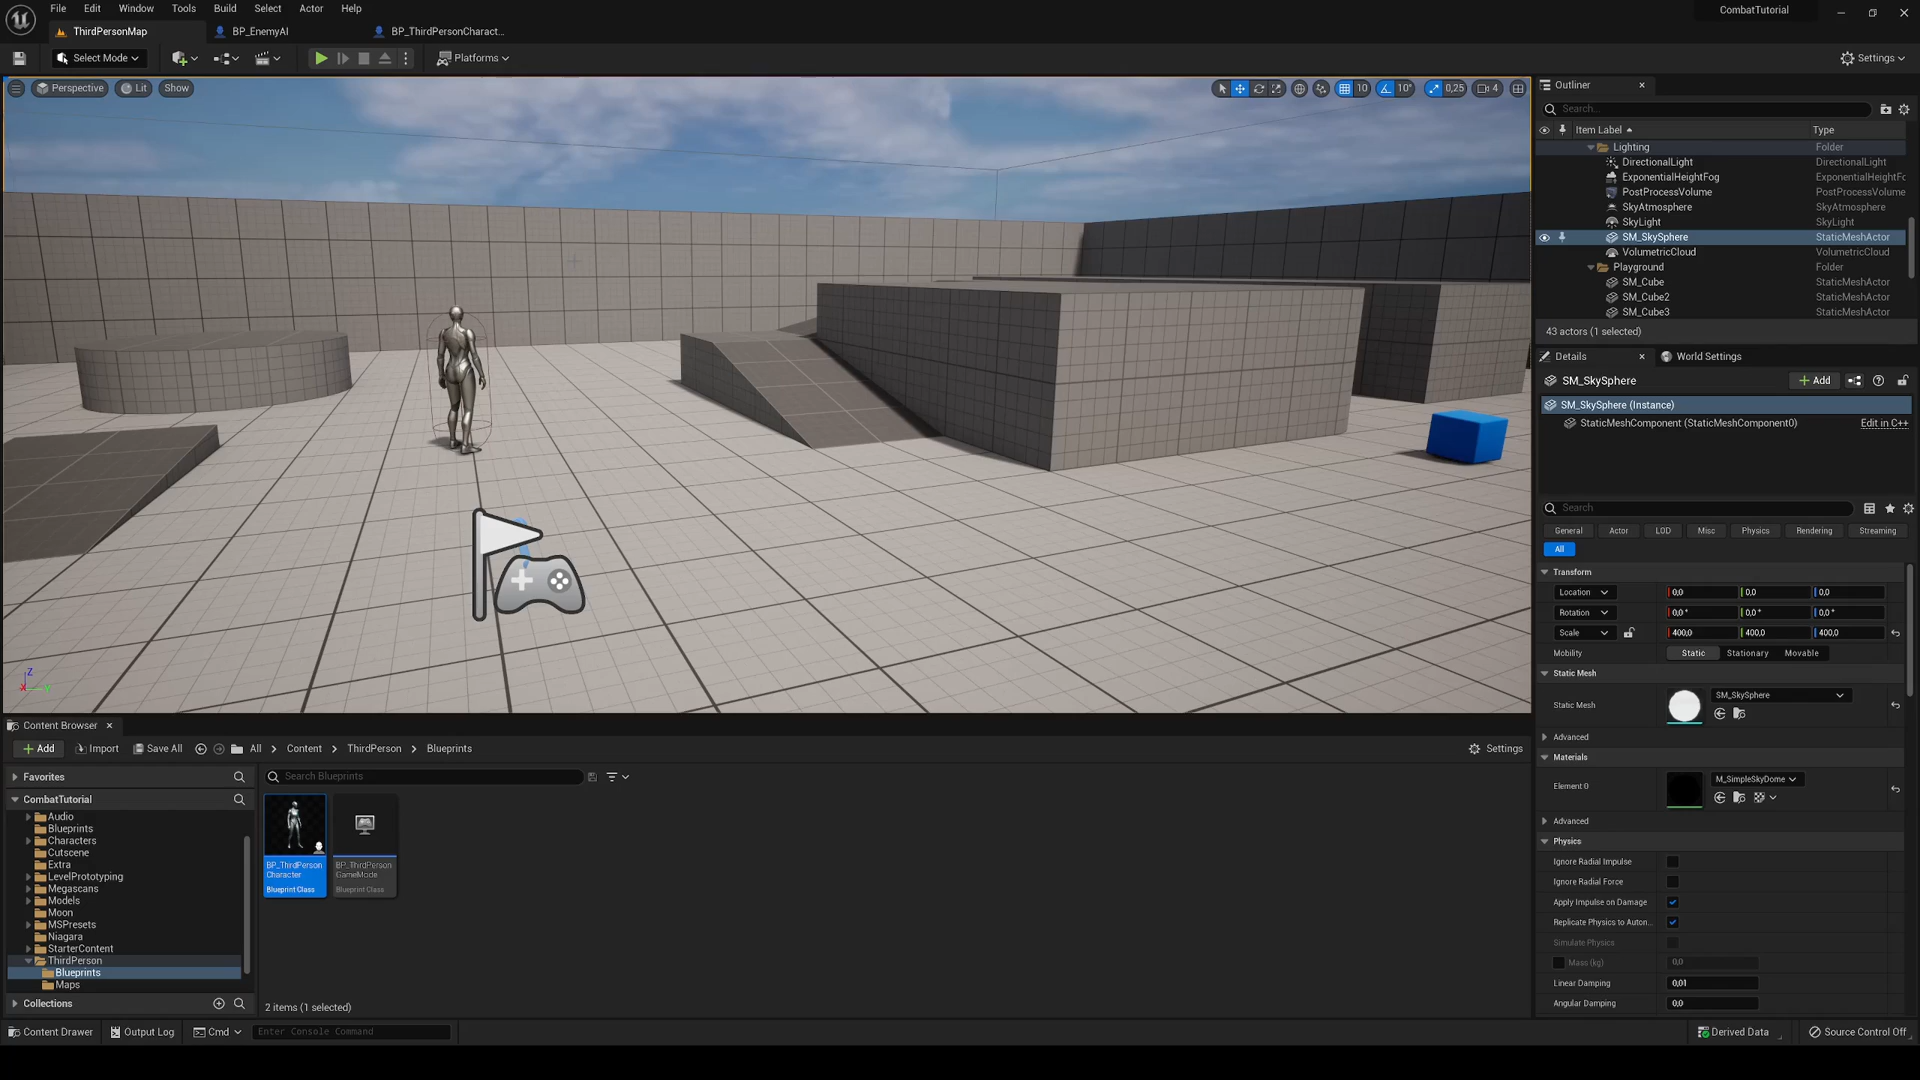 File Edit Window Tools Build Select Actor Help
CombatTutorial
ThirdPersonMap BP_EnemyAI BP_ThirdPersonCharact...
Select Mode Platforms Settings
Perspective Lit Show 10 10° 0,25 4
Outliner
Search...
Item Label Type
Lighting Folder
DirectionalLight DirectionalLight
ExponentialHeightFog ExponentialHeightFc
PostProcessVolume PostProcessVolume
SkyAtmosphere SkyAtmosphere
SkyLight SkyLight
SM_SkySphere StaticMeshActor
VolumetricCloud VolumetricCloud
Playground Folder
SM_Cube StaticMeshActor
SM_Cube2 StaticMeshActor
SM_Cube3 StaticMeshActor
43 actors (1 selected)
Details World Settings
SM_SkySphere Add
SM_SkySphere (Instance)
StaticMeshComponent (StaticMeshComponent0) Edit in C++
Search
General Actor LOD Misc Physics Rendering Streaming
All
Transform
Location 0,0 0,0 0,0
Rotation 0,0 ° 0,0 ° 0,0 °
Scale 400,0 400,0 400,0
Mobility Static Stationary Movable
Static Mesh
Static Mesh SM_SkySphere
Advanced
Materials
Element 0 M_SimpleSkyDome
Advanced
Physics
Ignore Radial Impulse
Ignore Radial Force
Apply Impulse on Damage
Replicate Physics to Auton...
Simulate Physics
Mass (kg) 0,0
Linear Damping 0,01
Angular Damping 0,0
Z
X Y
Content Browser
Add Import Save All All Content ThirdPerson Blueprints Settings
Favorites
Search Blueprints
CombatTutorial
Audio
Blueprints
Characters
Cutscene
Extra
LevelPrototyping
Megascans
Models
Moon
MSPresets
Niagara
StarterContent
ThirdPerson
Blueprints
Maps
Collections
BP_ThirdPerson
Character
Blueprint Class
BP_ThirdPerson
GameMode
Blueprint Class
2 items (1 selected)
Content Drawer Output Log Cmd Enter Console Command Derived Data Source Control Off